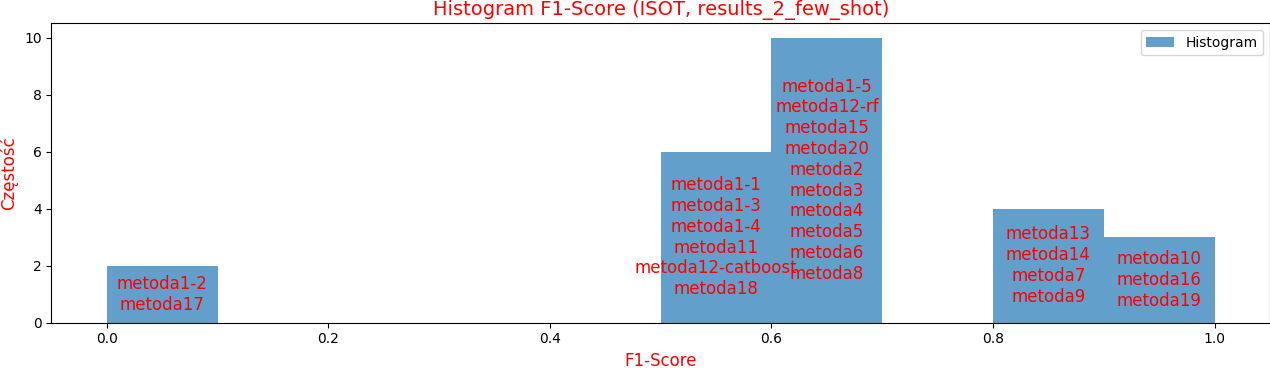 Histogram F1-Score (ISOT, results_2_few_shot)
Histogram
Częstość
10
8
6
4
2
0
metoda1-2
metoda17
metoda1-1
metoda1-3
metoda1-4
metoda11
metoda12-catboost
metoda18
metoda1-5
metoda12-rf
metoda15
metoda20
metoda2
metoda3
metoda4
metoda5
metoda6
metoda8
metoda13
metoda14
metoda7
metoda9
metoda10
metoda16
metoda19
0.0 0.2 0.4 0.6 0.8 1.0
F1-Score